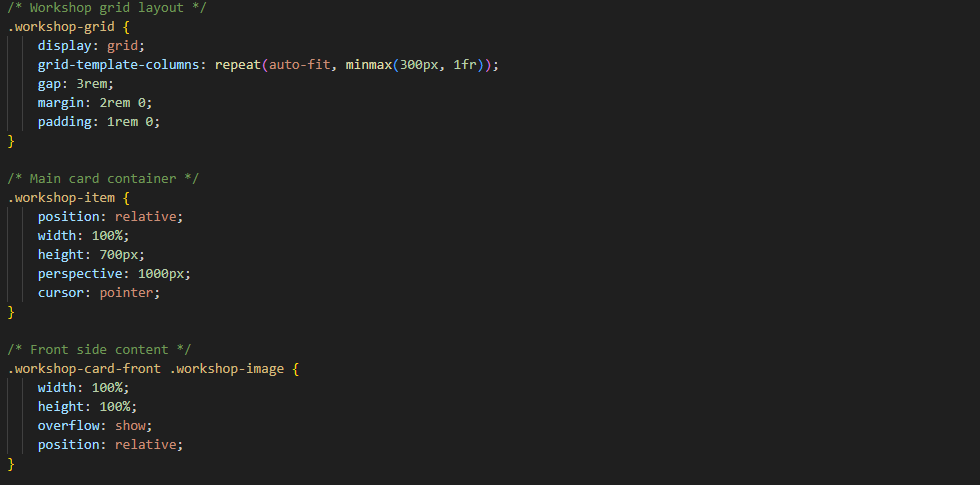 /* Workshop grid layout */
.workshop-grid {
display: grid;
grid-template-columns: repeat(auto-fit, minmax(300px, 1fr));
gap: 3rem;
margin: 2rem 0;
padding: 1rem 0;
}
/* Main card container */
.workshop-item {
position: relative;
width: 100%;
height: 700px;
perspective: 1000px;
cursor: pointer;
}
/* Front side content */
.workshop-card-front .workshop-image {
width: 100%;
height: 100%;
overflow: show;
position: relative;
}